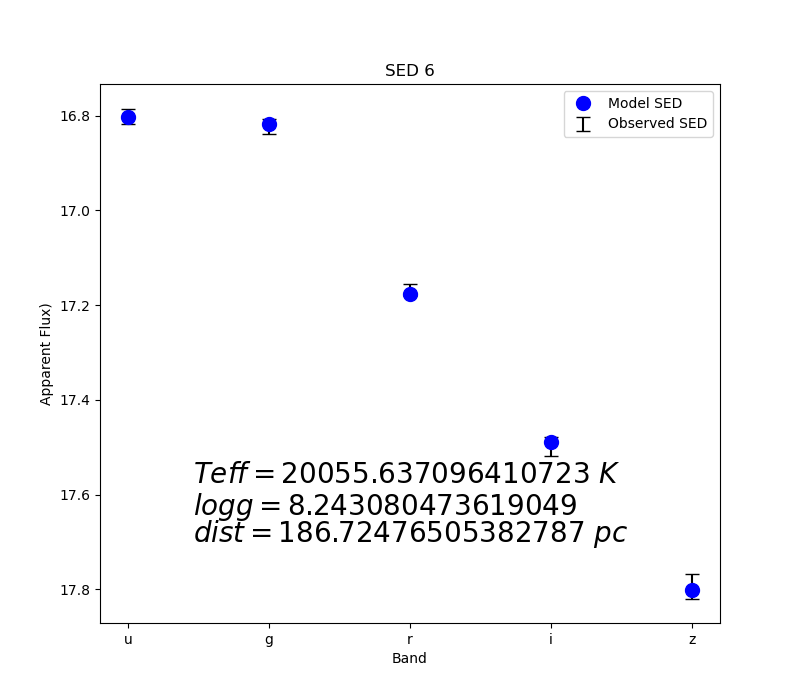 SED 6
Model SED
Observed SED
16.8
17.0
17.2
17.4
17.6
17.8
Apparent Flux)
Teff = 20055.637096410723 K
logg = 8.243080473619049
dist = 186.72476505382787 pc
u g r i z
Band